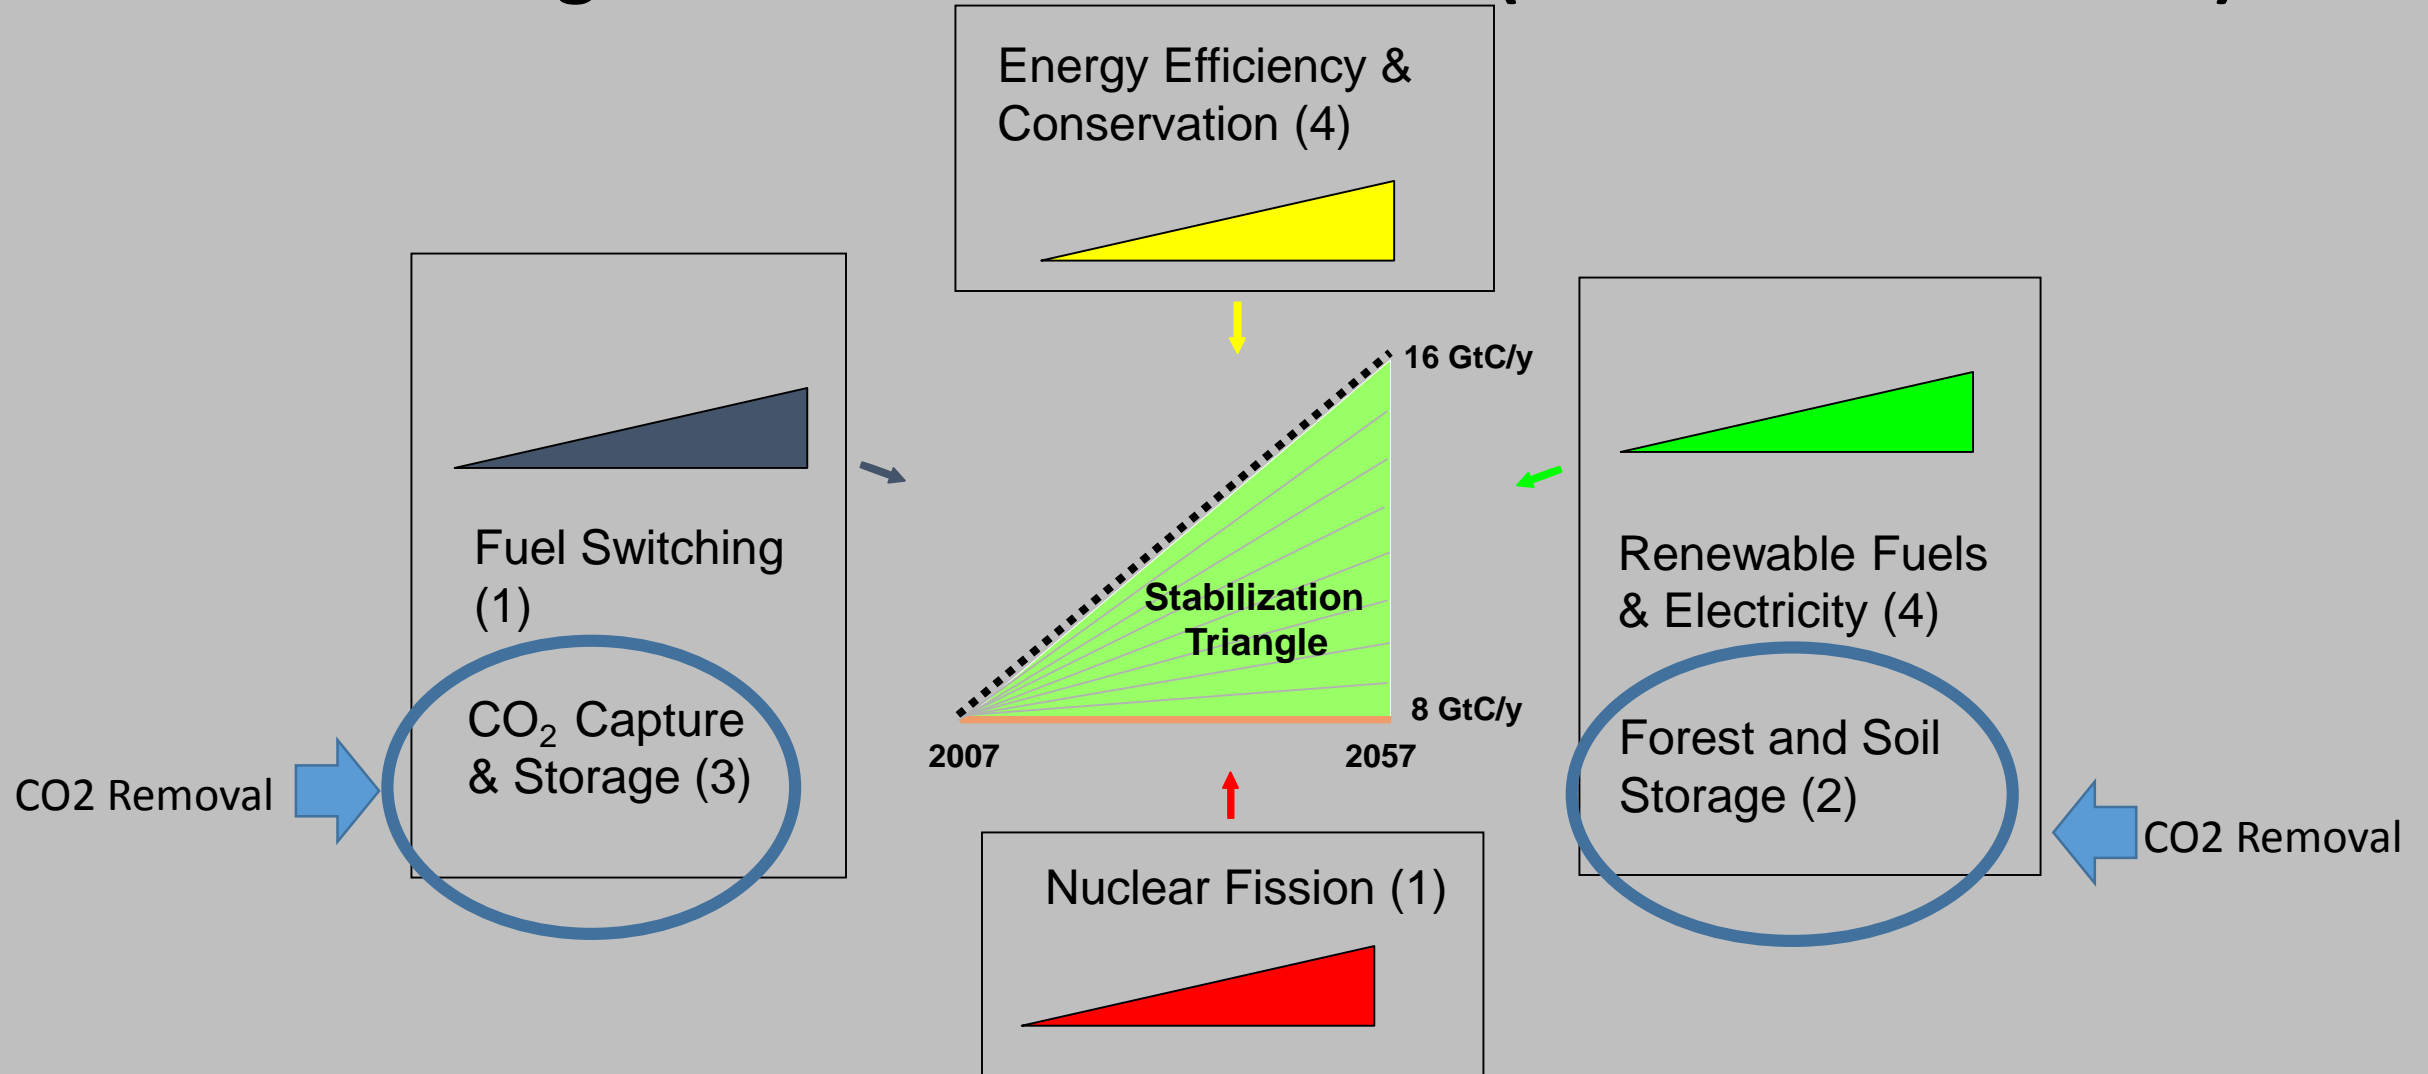 Energy Efficiency &
Conservation (4)
16 GtC/y
Fuel Switching
(1)
Renewable Fuels
& Electricity (4)
Stabilization
Triangle
CO₂ Capture
& Storage (3)
8 GtC/y
Forest and Soil
Storage (2)
2007
2057
CO2 Removal
CO2 Removal
Nuclear Fission (1)